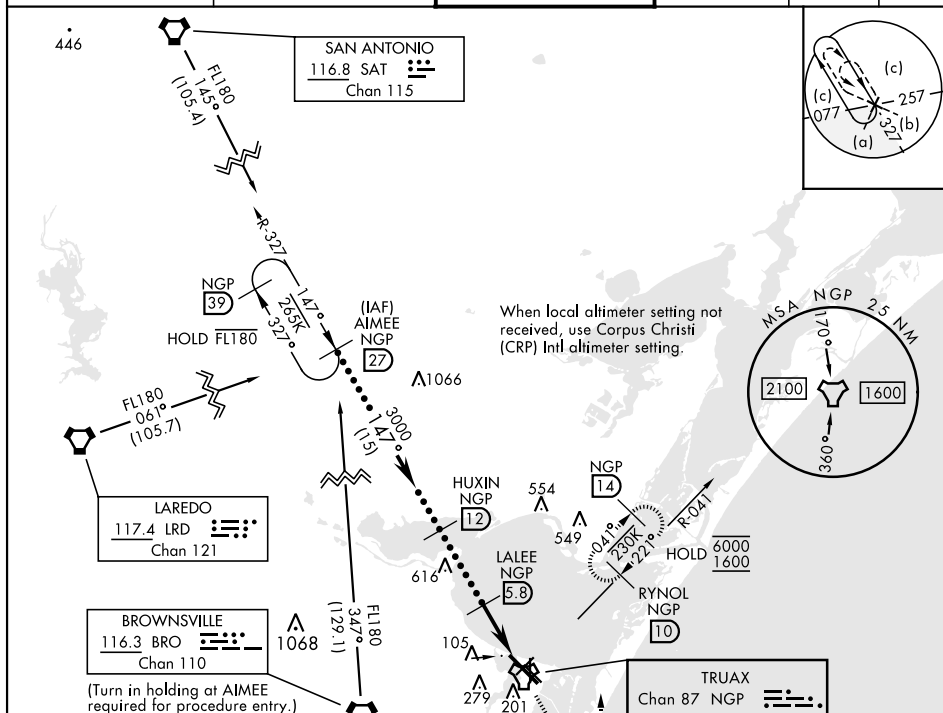 446
SAN ANTONIO
116.8 SAT
Chan 115
FL180
145°
(105.4)
(c)
(c)
257
077
(b)
327
(a)
R-327
NGP
39
147°
265K
327°
HOLD FL180
(IAF)
AIMEE
NGP
27
When local altimeter setting not
received, use Corpus Christi
(CRP) Intl altimeter setting.
MSA NGP 25 NM
170°
2100
1600
360°
1066
FL180
061°
(105.7)
3000
147°
(15)
LAREDO
117.4 LRD
Chan 121
HUXIN
NGP
12
554
549
NGP
14
R-041
041°
230K
221°
HOLD 6000
1600
616
LALEE
NGP
5.8
RYNOL
NGP
10
BROWNSVILLE
116.3 BRO
Chan 110
1068
FL180
347°
(129.1)
(Turn in holding at AIMEE
required for procedure entry.)
105
279
201
TRUAX
Chan 87 NGP